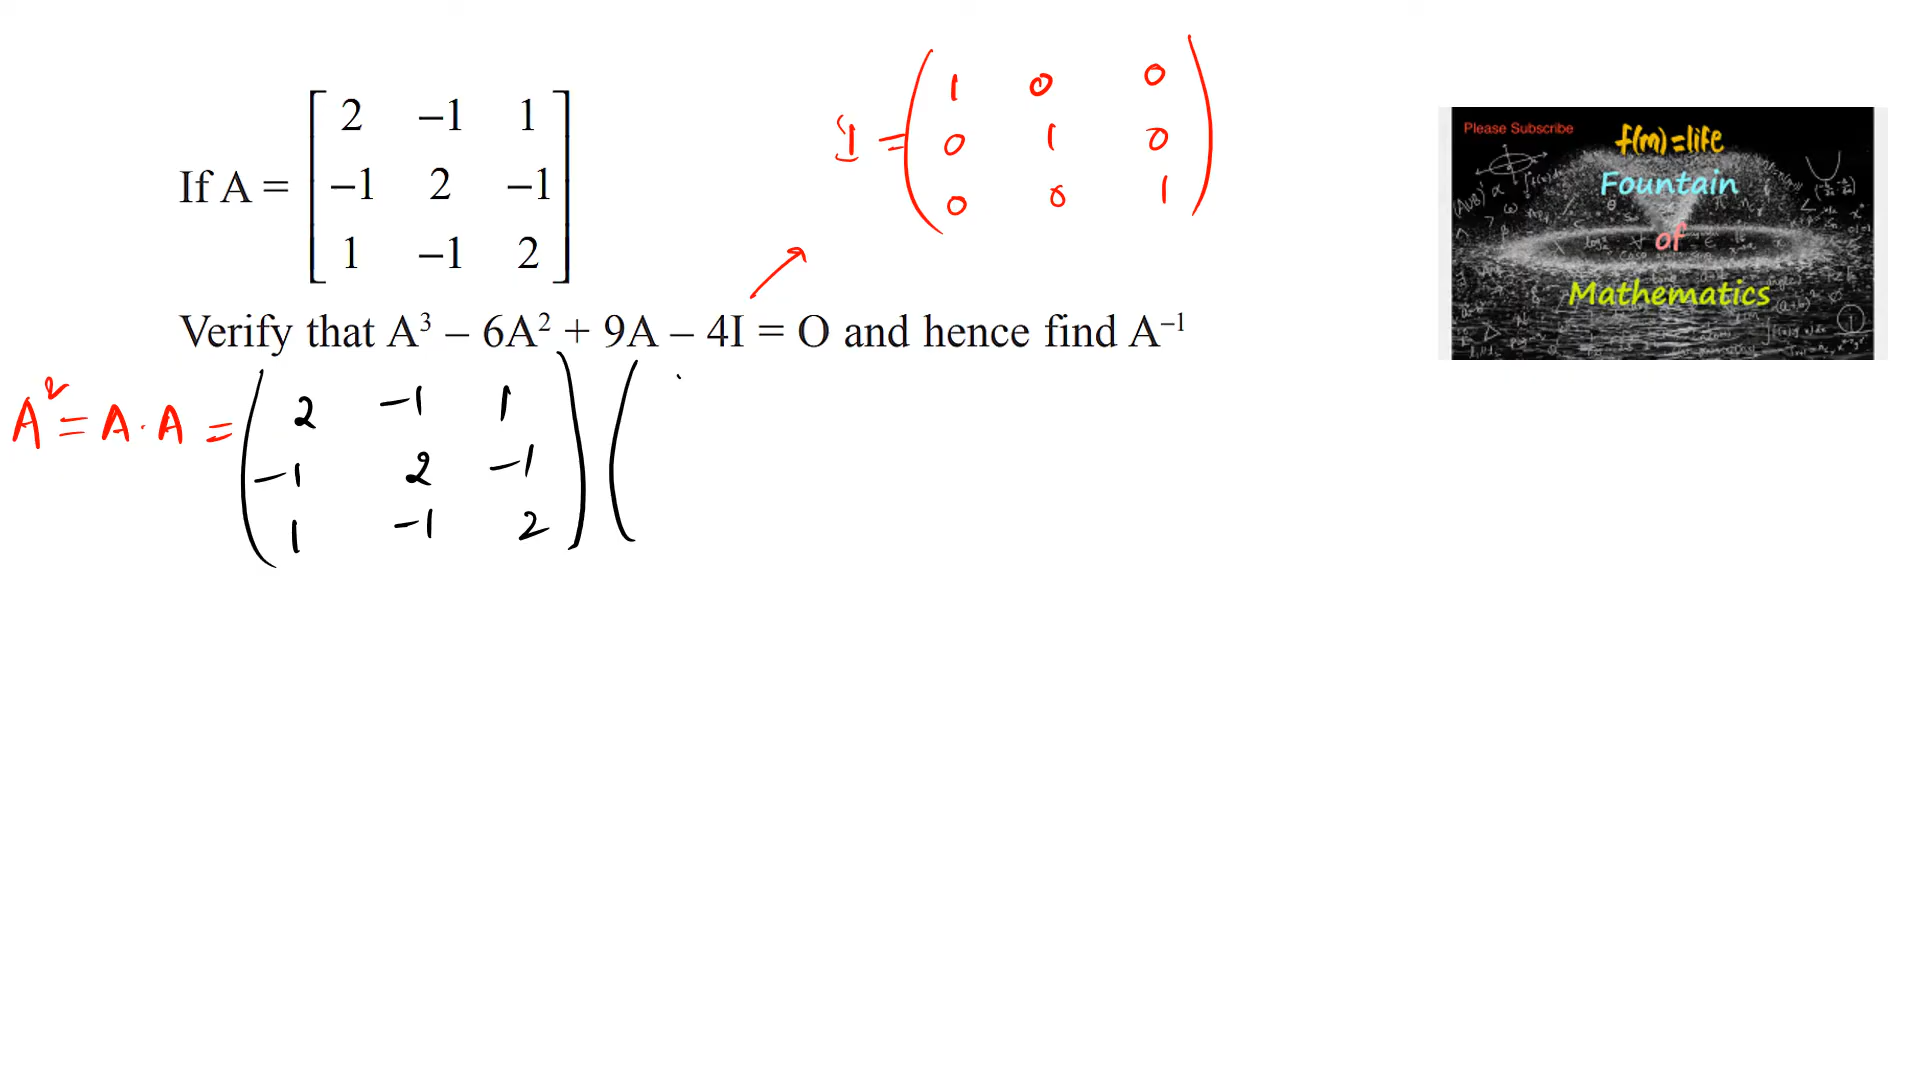 If A = [ 2 −1 1
−1 2 −1
1 −1 2 ]
I = ( 1 0 0
0 1 0
0 0 1 )
Verify that A³ – 6A² + 9A – 4I = O and hence find A⁻¹
A² = A . A = ( 2 −1 1
−1 2 −1
1 −1 2 ) (
Please Subscribe
f(m)=life
Fountain
of
Mathematics